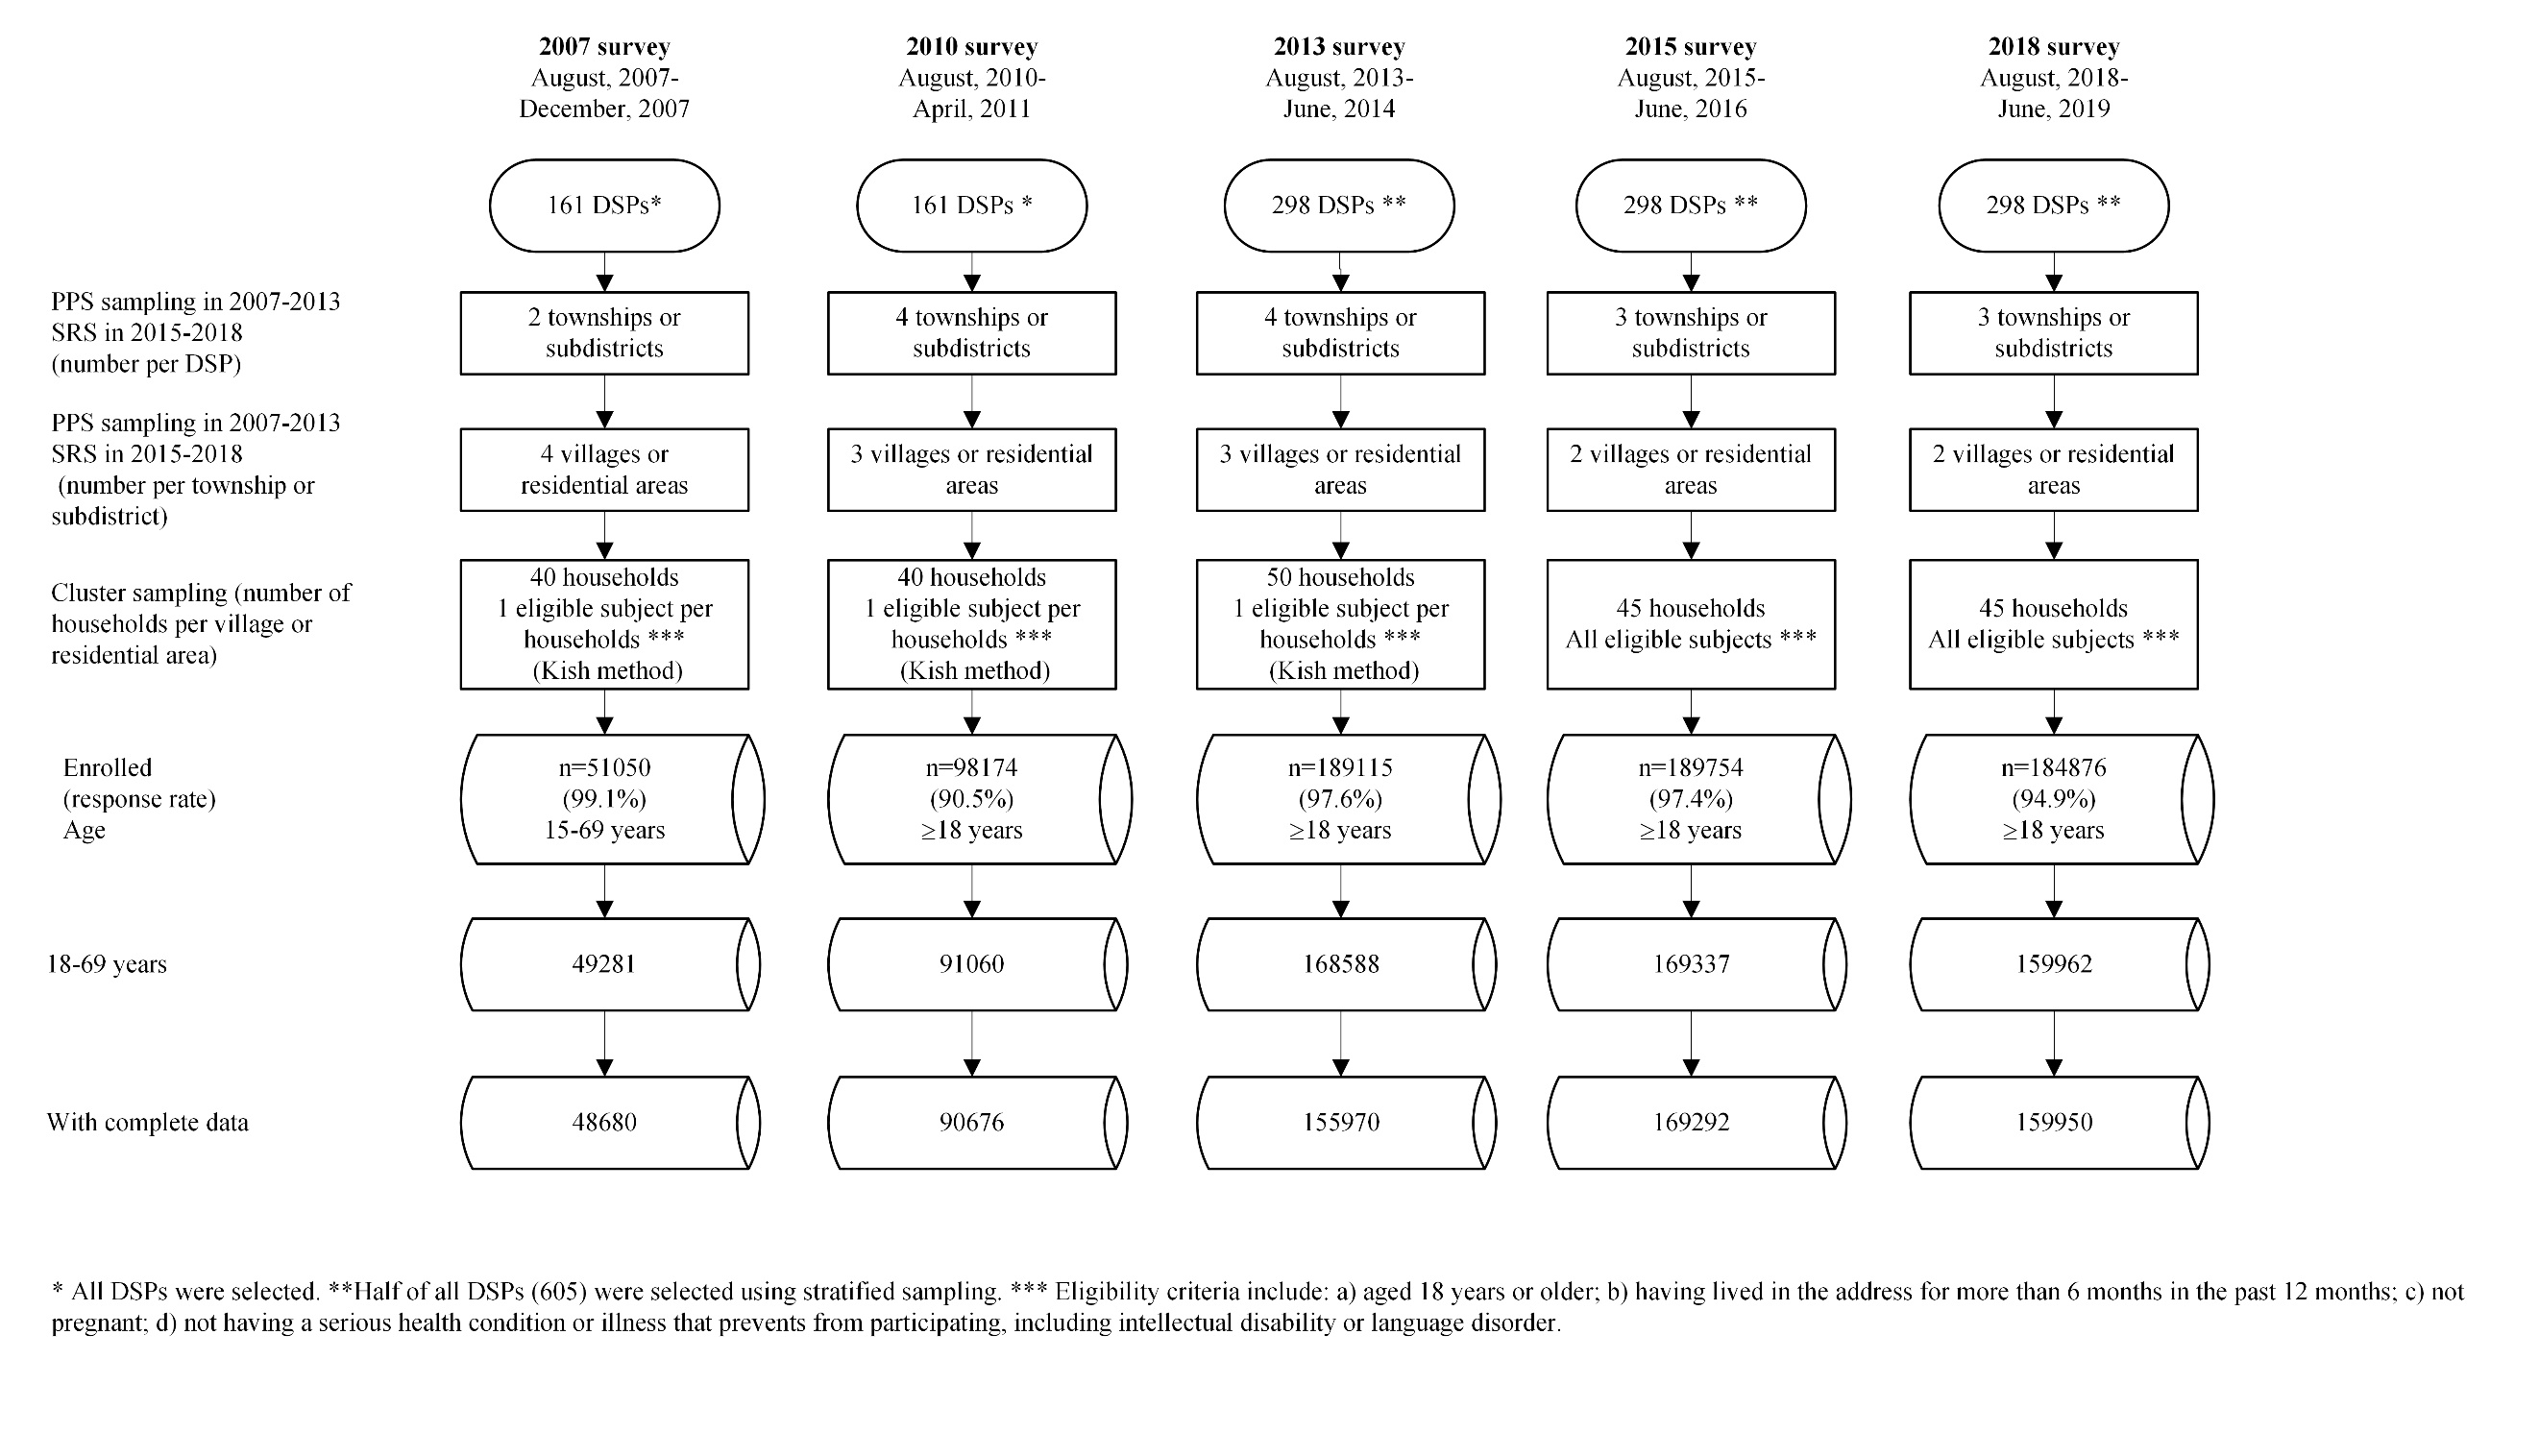 2007 survey
August, 2007-
December, 2007
2010 survey
August, 2010-
April, 2011
2013 survey
August, 2013-
June, 2014
2015 survey
August, 2015-
June, 2016
2018 survey
August, 2018-
June, 2019
161 DSPs*
161 DSPs *
298 DSPs **
298 DSPs **
298 DSPs **
PPS sampling in 2007-2013
SRS in 2015-2018
(number per DSP)
2 townships or
subdistricts
4 townships or
subdistricts
4 townships or
subdistricts
3 townships or
subdistricts
3 townships or
subdistricts
PPS sampling in 2007-2013
SRS in 2015-2018
(number per township or
subdistrict)
4 villages or
residential areas
3 villages or residential
areas
3 villages or residential
areas
2 villages or residential
areas
2 villages or residential
areas
Cluster sampling (number of
households per village or
residential area)
40 households
1 eligible subject per
households ***
(Kish method)
40 households
1 eligible subject per
households ***
(Kish method)
50 households
1 eligible subject per
households ***
(Kish method)
45 households
All eligible subjects ***
45 households
All eligible subjects ***
Enrolled
(response rate)
Age
n=51050
(99.1%)
15-69 years
n=98174
(90.5%)
≥18 years
n=189115
(97.6%)
≥18 years
n=189754
(97.4%)
≥18 years
n=184876
(94.9%)
≥18 years
18-69 years
49281
91060
168588
169337
159962
With complete data
48680
90676
155970
169292
159950
* All DSPs were selected. **Half of all DSPs (605) were selected using stratified sampling. *** Eligibility criteria include: a) aged 18 years or older; b) having lived in the address for more than 6 months in the past 12 months; c) not
pregnant; d) not having a serious health condition or illness that prevents from participating, including intellectual disability or language disorder.